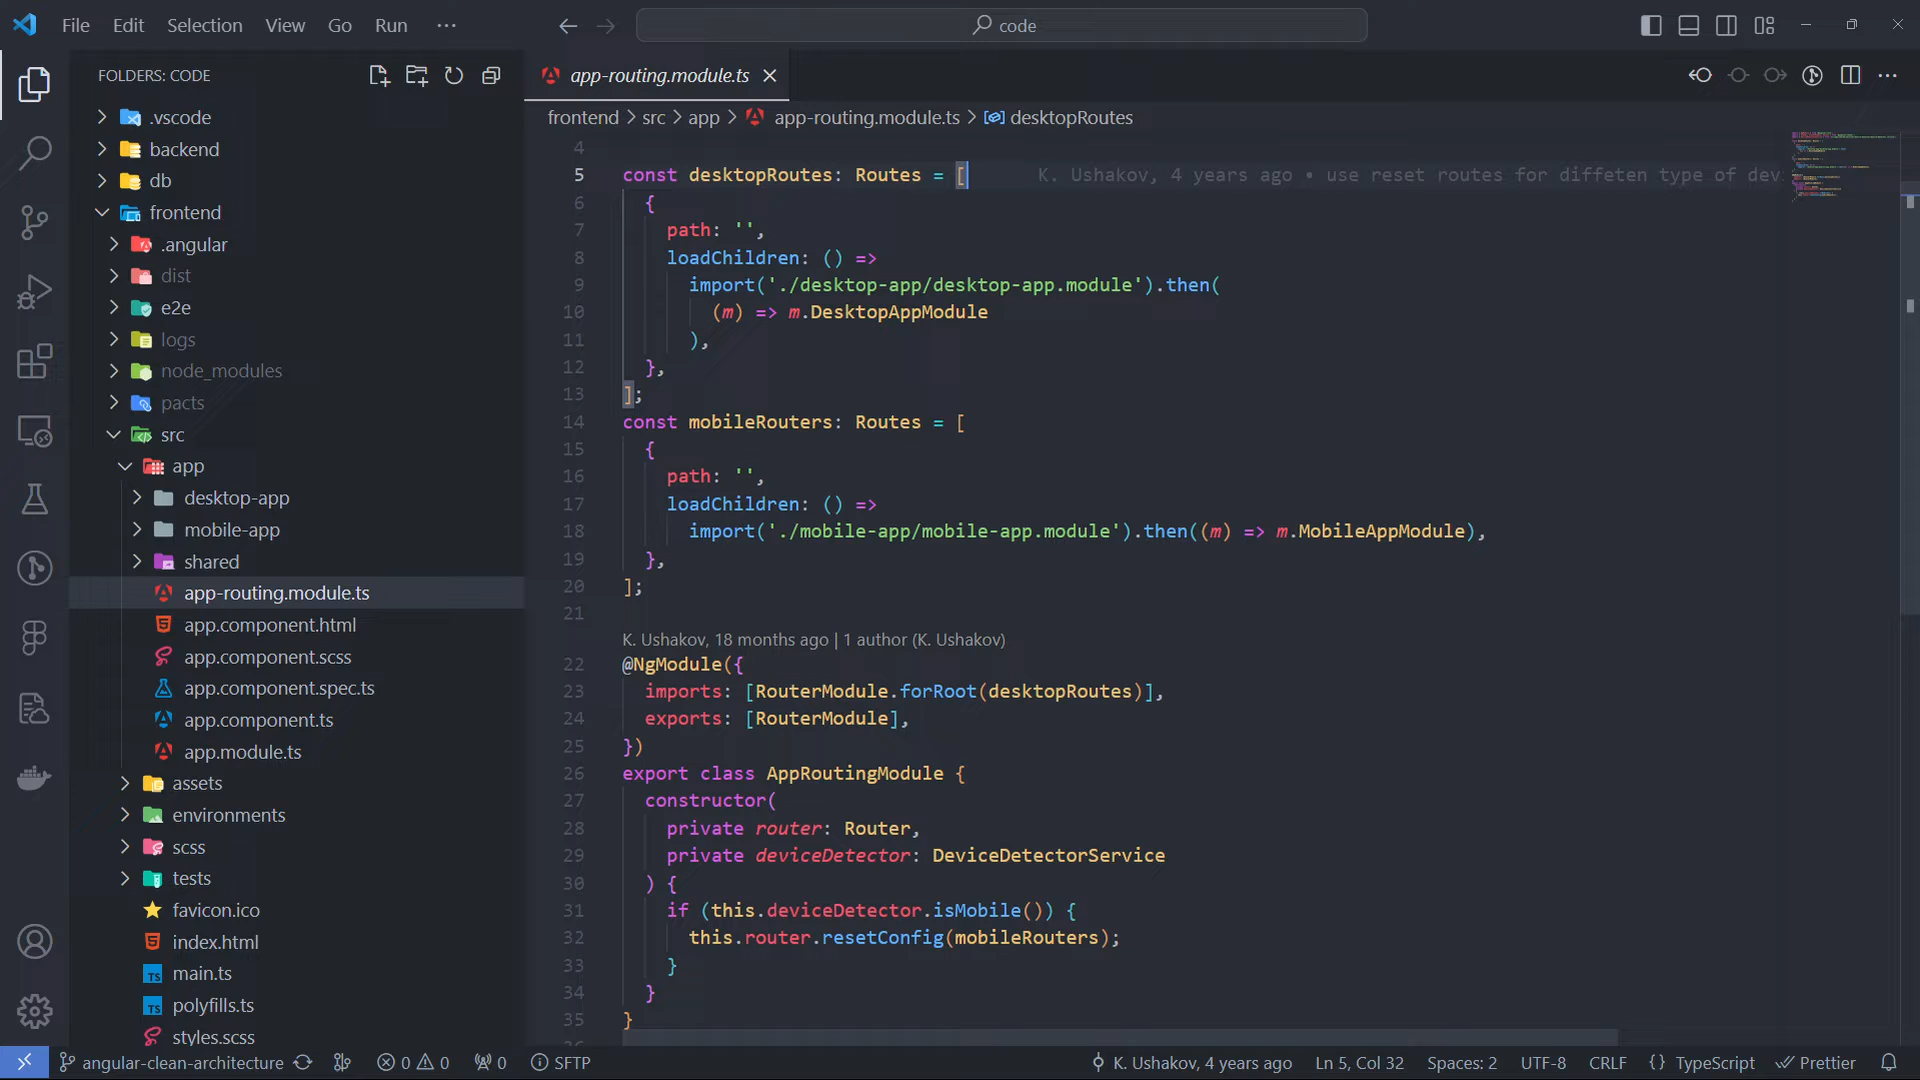 File Edit Selection View Go Run ···
code
FOLDERS: CODE
app-routing.module.ts
frontend > src > app > app-routing.module.ts > desktopRoutes
.vscode
backend
db
frontend
.angular
dist
e2e
logs
node_modules
pacts
src
app
desktop-app
mobile-app
shared
app-routing.module.ts
app.component.html
app.component.scss
app.component.spec.ts
app.component.ts
app.module.ts
assets
environments
scss
tests
favicon.ico
index.html
main.ts
polyfills.ts
styles.scss
4
5 const desktopRoutes: Routes = [ K. Ushakov, 4 years ago • use reset routes for diffeten type of devi
6 {
7 path: '',
8 loadChildren: () =>
9 import('./desktop-app/desktop-app.module').then(
10 (m) => m.DesktopAppModule
11 ),
12 },
13 ];
14 const mobileRouters: Routes = [
15 {
16 path: '',
17 loadChildren: () =>
18 import('./mobile-app/mobile-app.module').then((m) => m.MobileAppModule),
19 },
20 ];
21
K. Ushakov, 18 months ago | 1 author (K. Ushakov)
22 @NgModule({
23 imports: [RouterModule.forRoot(desktopRoutes)],
24 exports: [RouterModule],
25 })
26 export class AppRoutingModule {
27 constructor(
28 private router: Router,
29 private deviceDetector: DeviceDetectorService
30 ) {
31 if (this.deviceDetector.isMobile()) {
32 this.router.resetConfig(mobileRouters);
33 }
34 }
35 }
angular-clean-architecture 0 0 0 SFTP K. Ushakov, 4 years ago Ln 5, Col 32 Spaces: 2 UTF-8 CRLF {} TypeScript Prettier